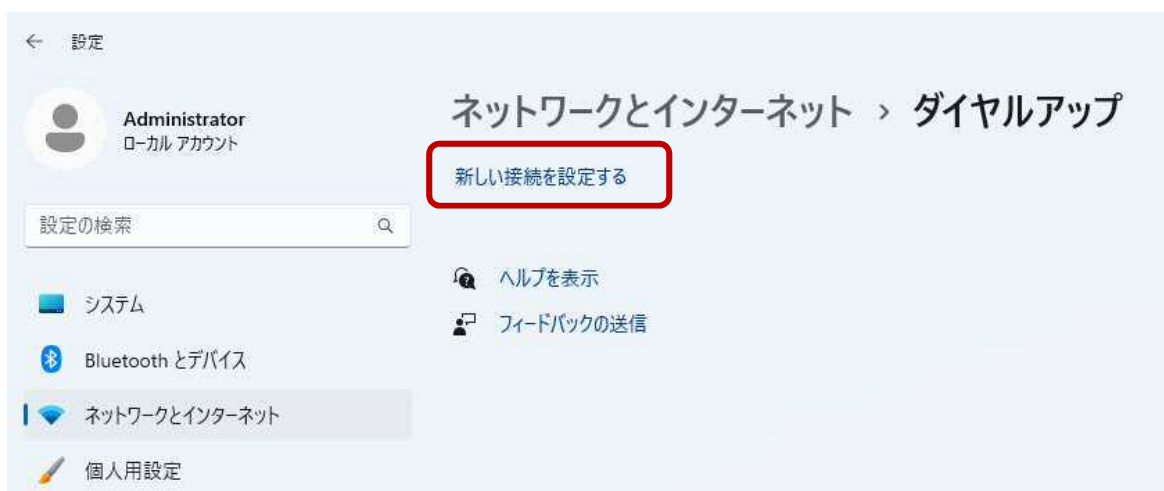 ← 設定
Administrator
ローカル アカウント
設定の検索
システム
Bluetooth とデバイス
ネットワークとインターネット
個人用設定
ネットワークとインターネット › ダイヤルアップ
新しい接続を設定する
ヘルプを表示
フィードバックの送信